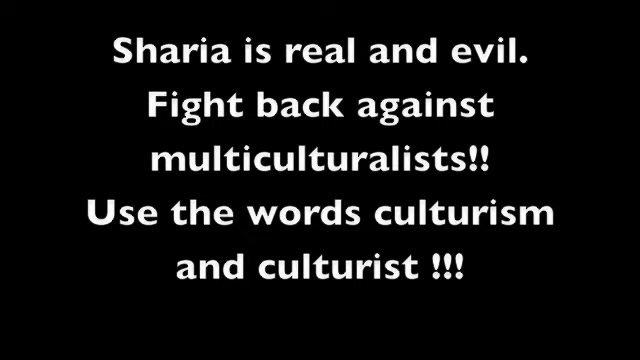 Sharia is real and evil.
Fight back against
multiculturalists!!
Use the words culturism
and culturist !!!